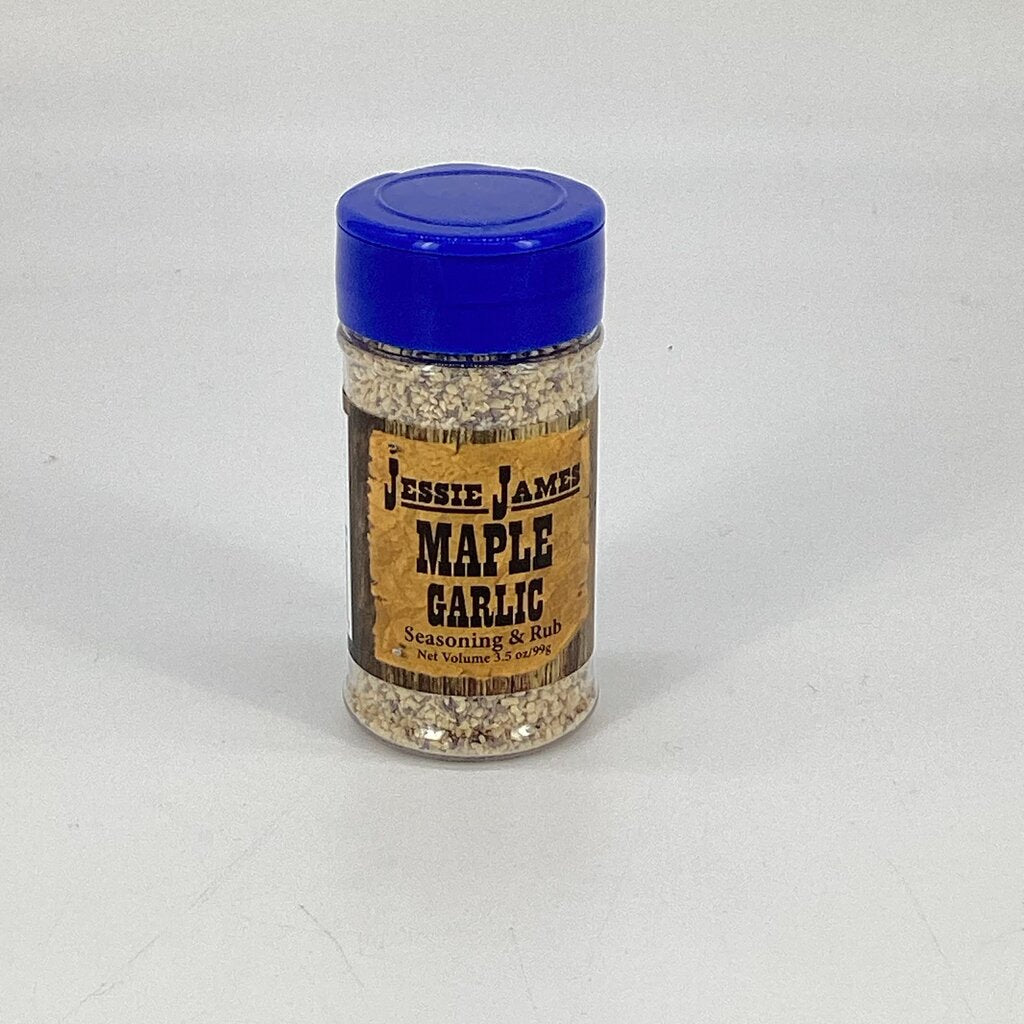 JESSIE JAMES
MAPLE
GARLIC
Seasoning & Rub
Net Volume 3.5 oz/99g